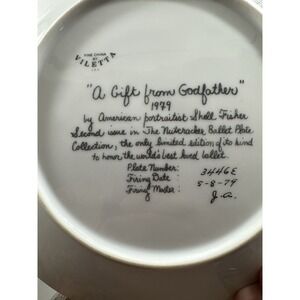 FINE CHINA
BY
VILETTA
U.S.A.
"A Gift from Godfather"
1979
by American portraitist Shell Fisher
Second issue in The Nutcracker Ballet Plate
Collection, the only limited edition of its kind
to honor the world's best loved ballet.
Plate Number: 3446E
Firing Date: 5-8-79
Firing Master: J.A.